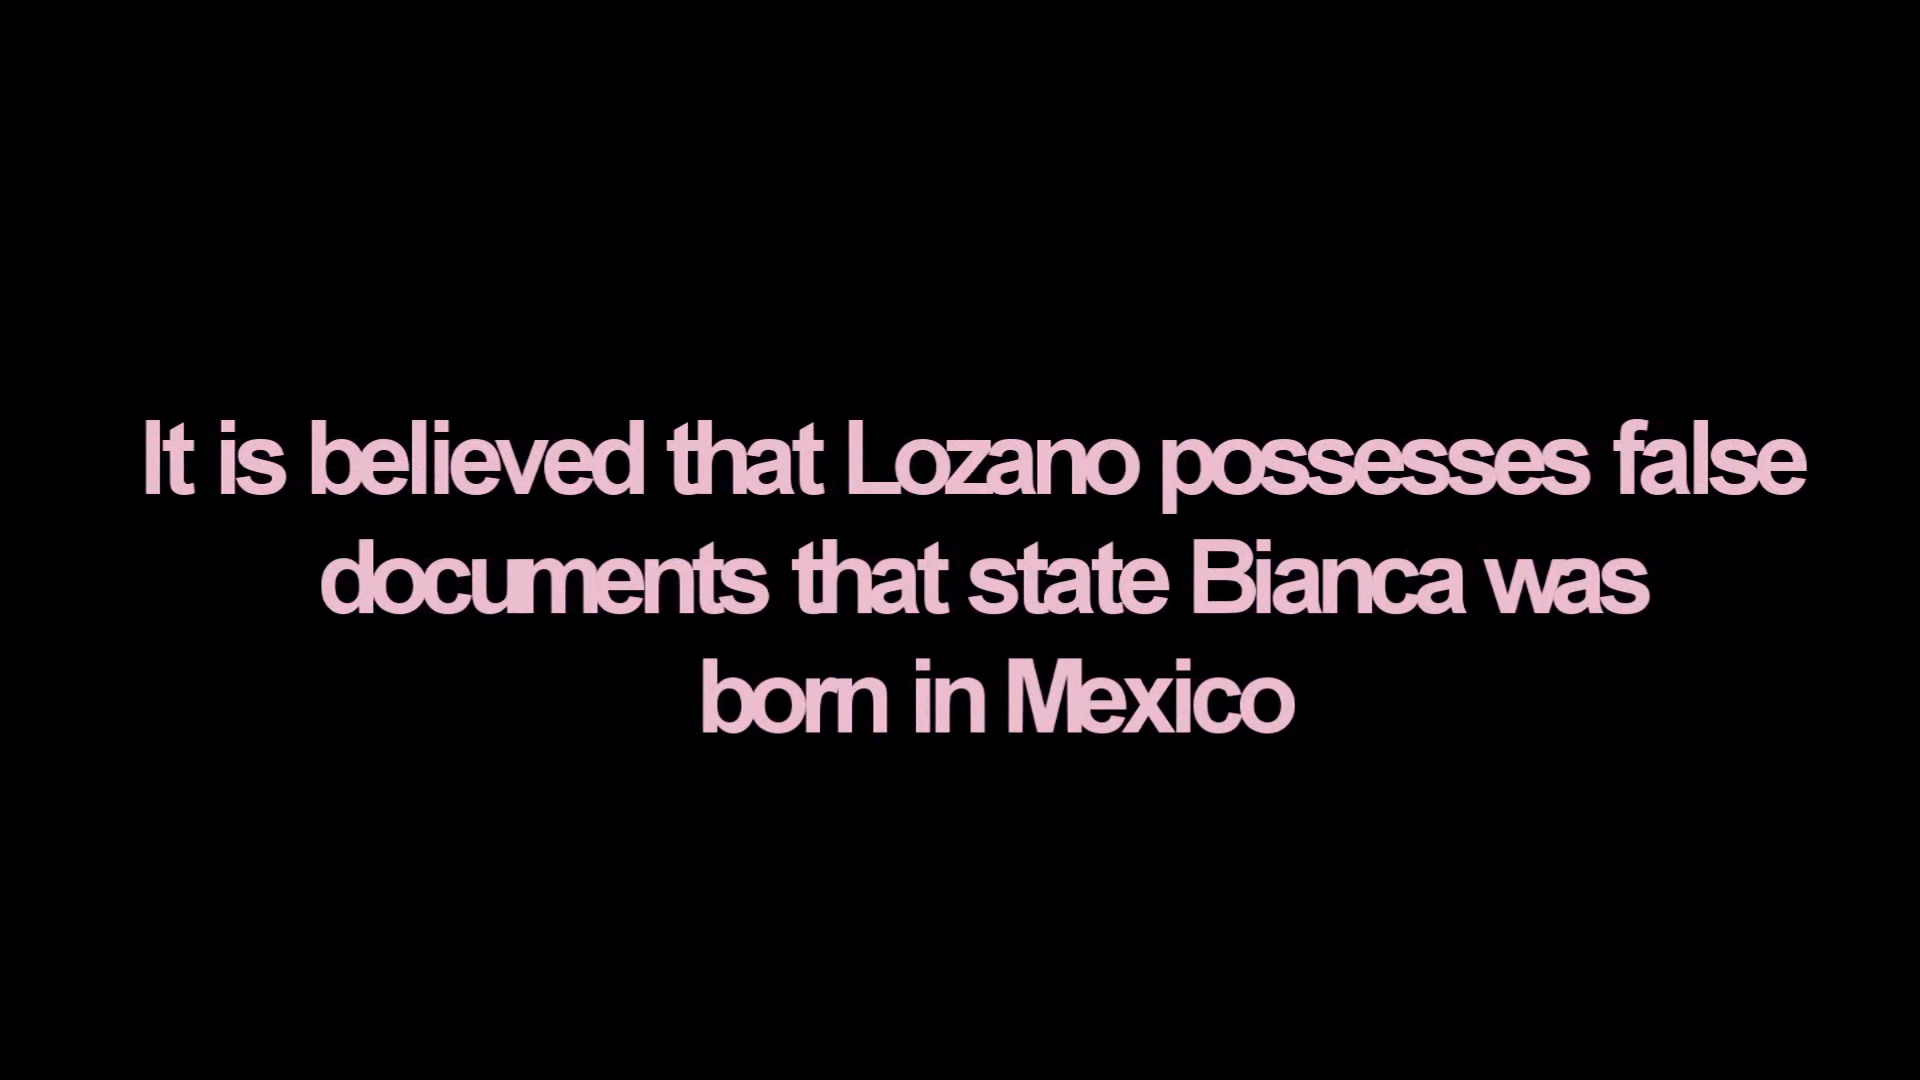 It is believed that Lozano possesses false
documents that state Bianca was
born in Mexico